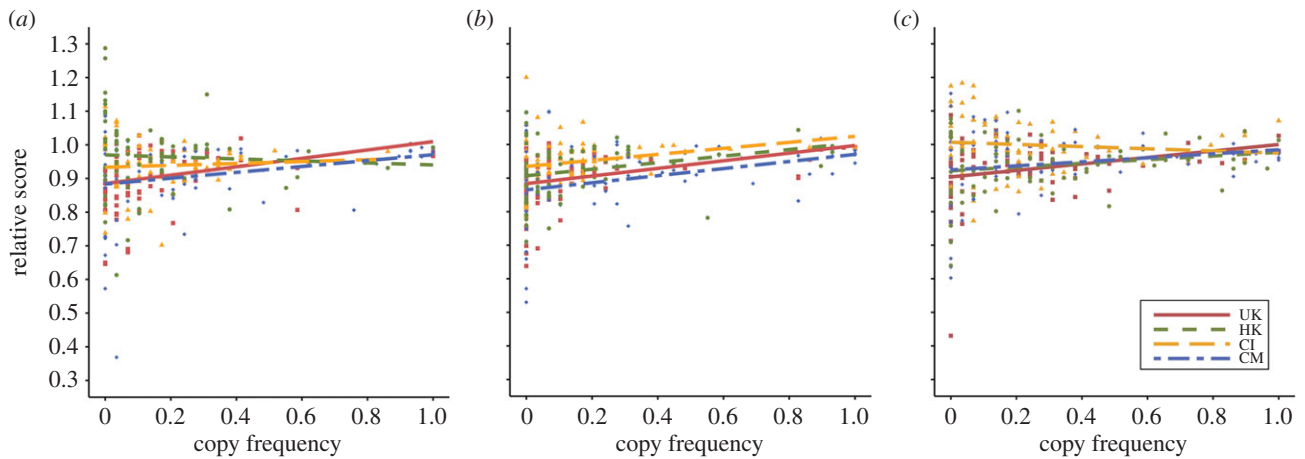 (a)
(b)
(c)
1.3
1.2
1.1
1.0
0.9
0.8
0.7
0.6
0.5
0.4
0.3
relative score
0 0.2 0.4 0.6 0.8 1.0
copy frequency
0 0.2 0.4 0.6 0.8 1.0
copy frequency
0 0.2 0.4 0.6 0.8 1.0
copy frequency
UK
HK
CI
CM